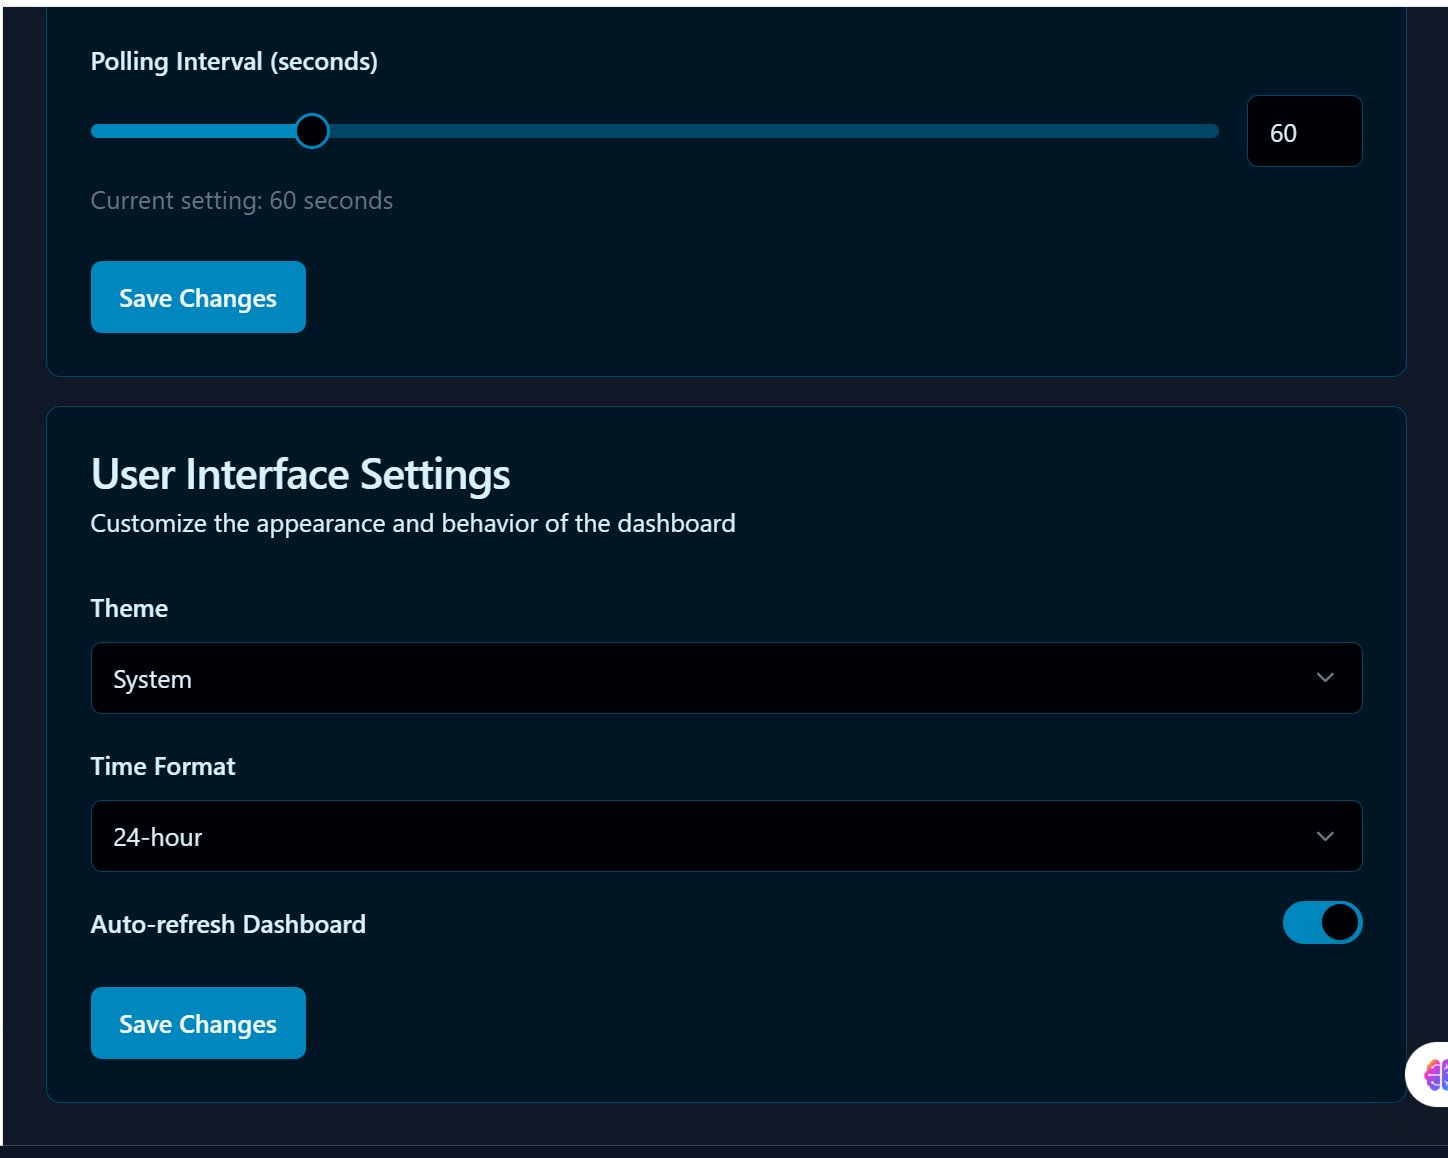 Polling Interval (seconds)
60
Current setting: 60 seconds
Save Changes
User Interface Settings
Customize the appearance and behavior of the dashboard
Theme
System
Time Format
24-hour
Auto-refresh Dashboard
Save Changes